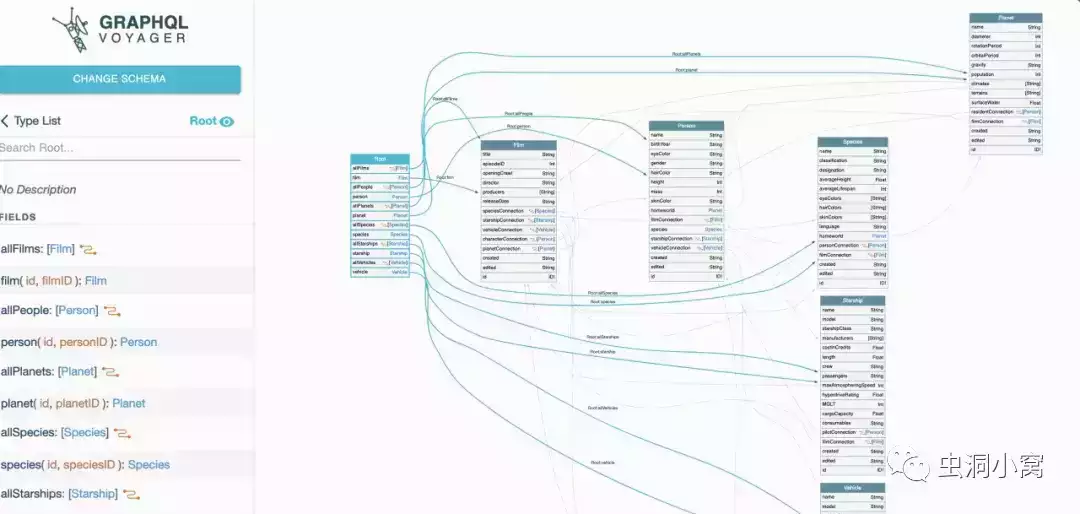 GRAPHQL
VOYAGER
CHANGE SCHEMA
Type List
Root
Search Root...
No Description
FIELDS
allFilms: [Film]
film( id, filmID ): Film
allPeople: [Person]
person( id, personID ): Person
allPlanets: [Planet]
planet( id, planetID ): Planet
allSpecies: [Species]
species( id, speciesID ): Species
allStarships: [Starship]
Root
allFilms [Film]
film Film
allPeople [Person]
person Person
allPlanets [Planet]
planet Planet
allSpecies [Species]
species Species
allStarships [Starship]
starship Starship
allVehicles [Vehicle]
vehicle Vehicle
Root:allFilms
Root:film
Root:allPeople
Root:person
Root:allPlanets
Root:planet
Root:allSpecies
Root:species
Root:allStarships
Root:starship
Root:allVehicles
Root:vehicle
Film
title String
episodeID Int
openingCrawl String
director String
producers [String]
releaseDate String
speciesConnection [Species]
starshipConnection [Starship]
vehicleConnection [Vehicle]
characterConnection [Person]
planetConnection [Planet]
created String
edited String
id ID!
Person
name String
birthYear String
eyeColor String
gender String
hairColor String
height Int
mass
skinColor String
homeworld Planet
filmConnection [Film]
species Species
starshipConnection [Starship]
vehicleConnection [Vehicle]
created String
edited String
id ID!
Planet
name String
diameter Int
rotationPeriod Int
orbitalPeriod Int
gravity String
population
climates [String]
terrains [String]
surfaceWater Float
residentConnection [Person]
filmConnection [Film]
created String
edited String
id ID!
Species
name String
classification String
designation String
averageHeight Float
averageLifespan Int
eyeColors [String]
hairColors [String]
skinColors [String]
language String
homeworld Planet
personConnection [Person]
filmConnection [Film]
created String
edited String
id ID!
Starship
name String
model String
starshipClass String
manufacturers [String]
costInCredits Float
length Float
crew String
passengers String
maxAtmospheringSpeed Int
hyperdriveRating Float
MGLT Int
cargoCapacity Float
consumables String
pilotConnection [Person]
filmConnection [Film]
created String
edited String
id ID!
Vehicle
name String
model String
虫洞小窝